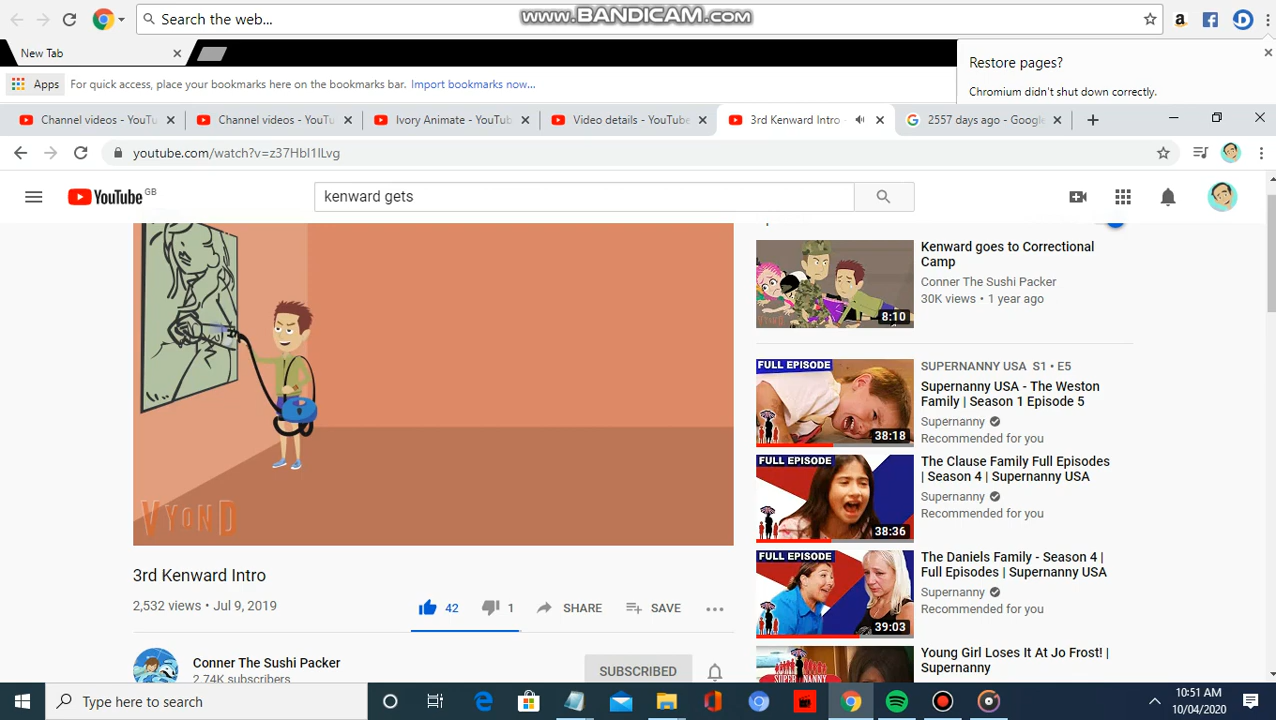 Search the web...
www.BANDICAM.com
New Tab
Restore pages?
Apps
For quick access, place your bookmarks here on the bookmarks bar. Import bookmarks now...
Chromium didn't shut down correctly.
Channel videos - YouTu
Channel videos - YouTu
Ivory Animate - YouTub
Video details - YouTube
3rd Kenward Intro -
2557 days ago - Google
youtube.com/watch?v=z37Hbl1ILvg
YouTube GB
kenward gets
Kenward goes to Correctional
Camp
Conner The Sushi Packer
30K views • 1 year ago
VYOND
8:10
FULL EPISODE
SUPERNANNY USA S1 • E5
Supernanny USA - The Weston
Family | Season 1 Episode 5
Supernanny
Recommended for you
38:18
FULL EPISODE
The Clause Family Full Episodes
| Season 4 | Supernanny USA
Supernanny
Recommended for you
38:36
VYOND
FULL EPISODE
The Daniels Family - Season 4 |
Full Episodes | Supernanny USA
Supernanny
Recommended for you
39:03
3rd Kenward Intro
2,532 views • Jul 9, 2019
42
1
SHARE
SAVE
Young Girl Loses It At Jo Frost! |
Supernanny
SUPERNANNY
Conner The Sushi Packer
2.74K subscribers
SUBSCRIBED
Type here to search
10:51 AM
10/04/2020